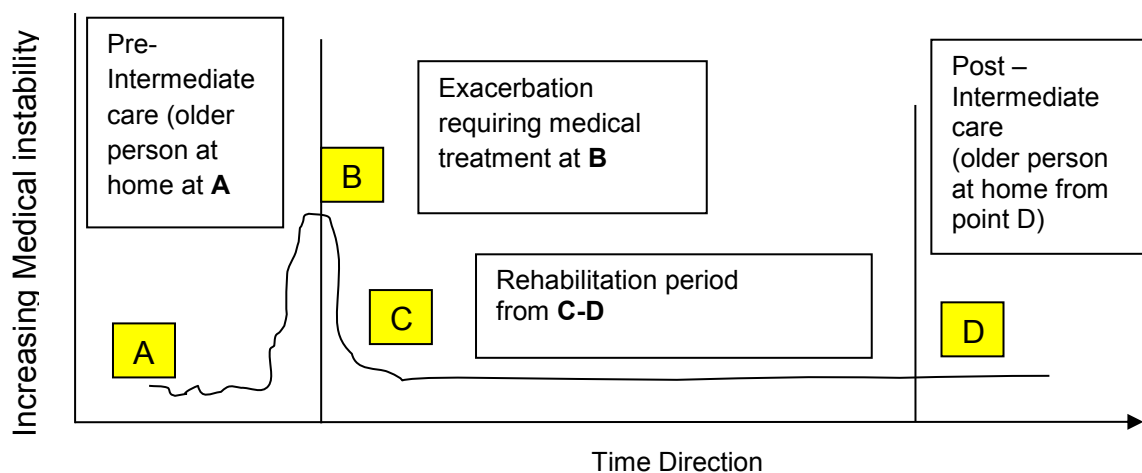 Increasing Medical instability
Pre-
Intermediate
care (older
person at
home at A
B
Exacerbation
requiring medical
treatment at B
Post –
Intermediate
care
(older person
at home from
point D)
A
C
Rehabilitation period
from C-D
D
Time Direction